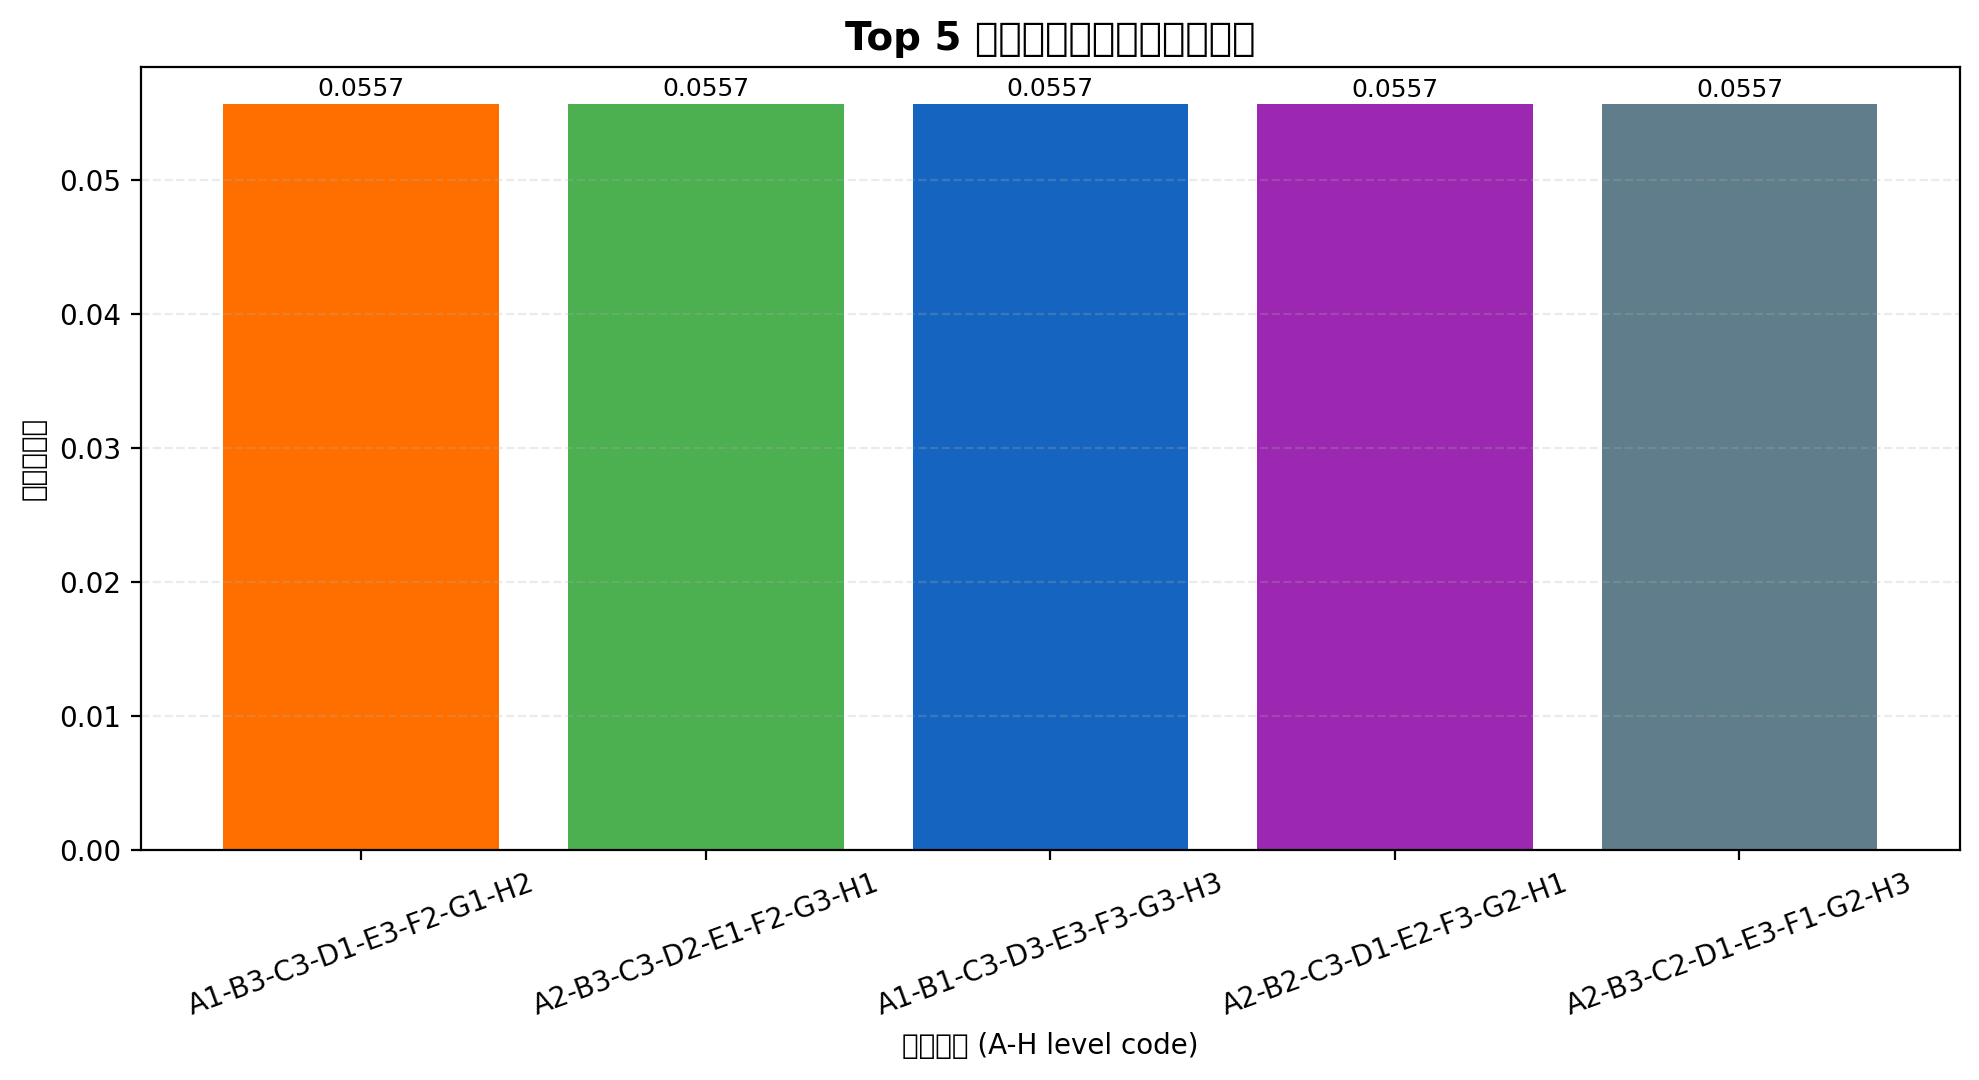 Top 5
0.0557
0.0557
0.0557
0.0557
0.0557
0.05
0.04
0.03
0.02
0.01
0.00
A1-B3-C3-D1-E3-F2-G1-H2
A2-B3-C3-D2-E1-F2-G3-H1
A1-B1-C3-D3-E3-F3-G3-H3
A2-B2-C3-D1-E2-F3-G2-H1
A2-B3-C2-D1-E3-F1-G2-H3
(A-H level code)